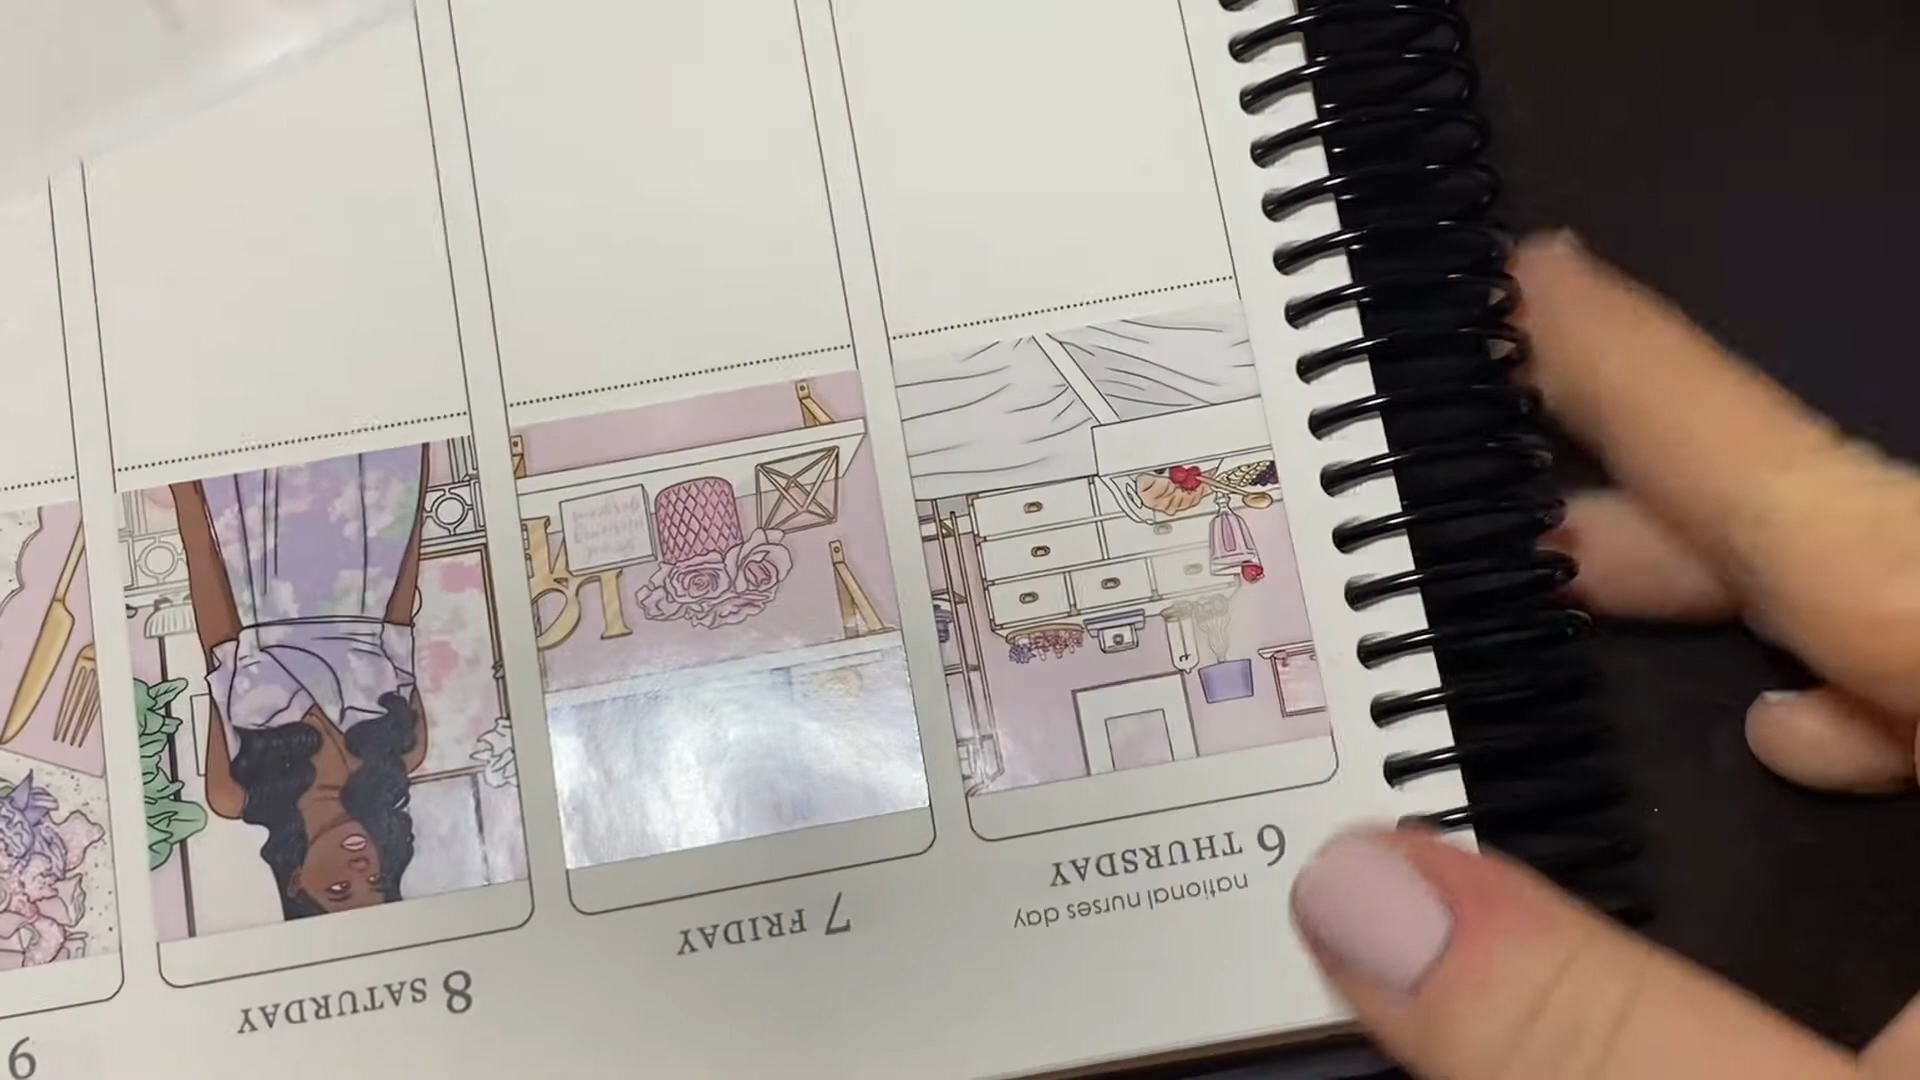 national nurses day
6 THURSDAY
7 FRIDAY
8 SATURDAY
9